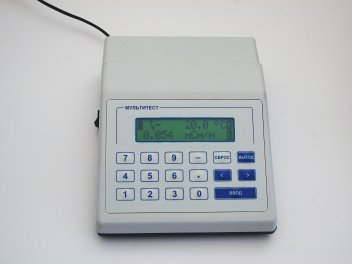 МУЛЬТИТЕСТ
20.0 °C
0.054 мСм/м
7 8 9 – СБРОС ВЫХОД
4 5 6 • < >
1 2 3 0 ВВОД